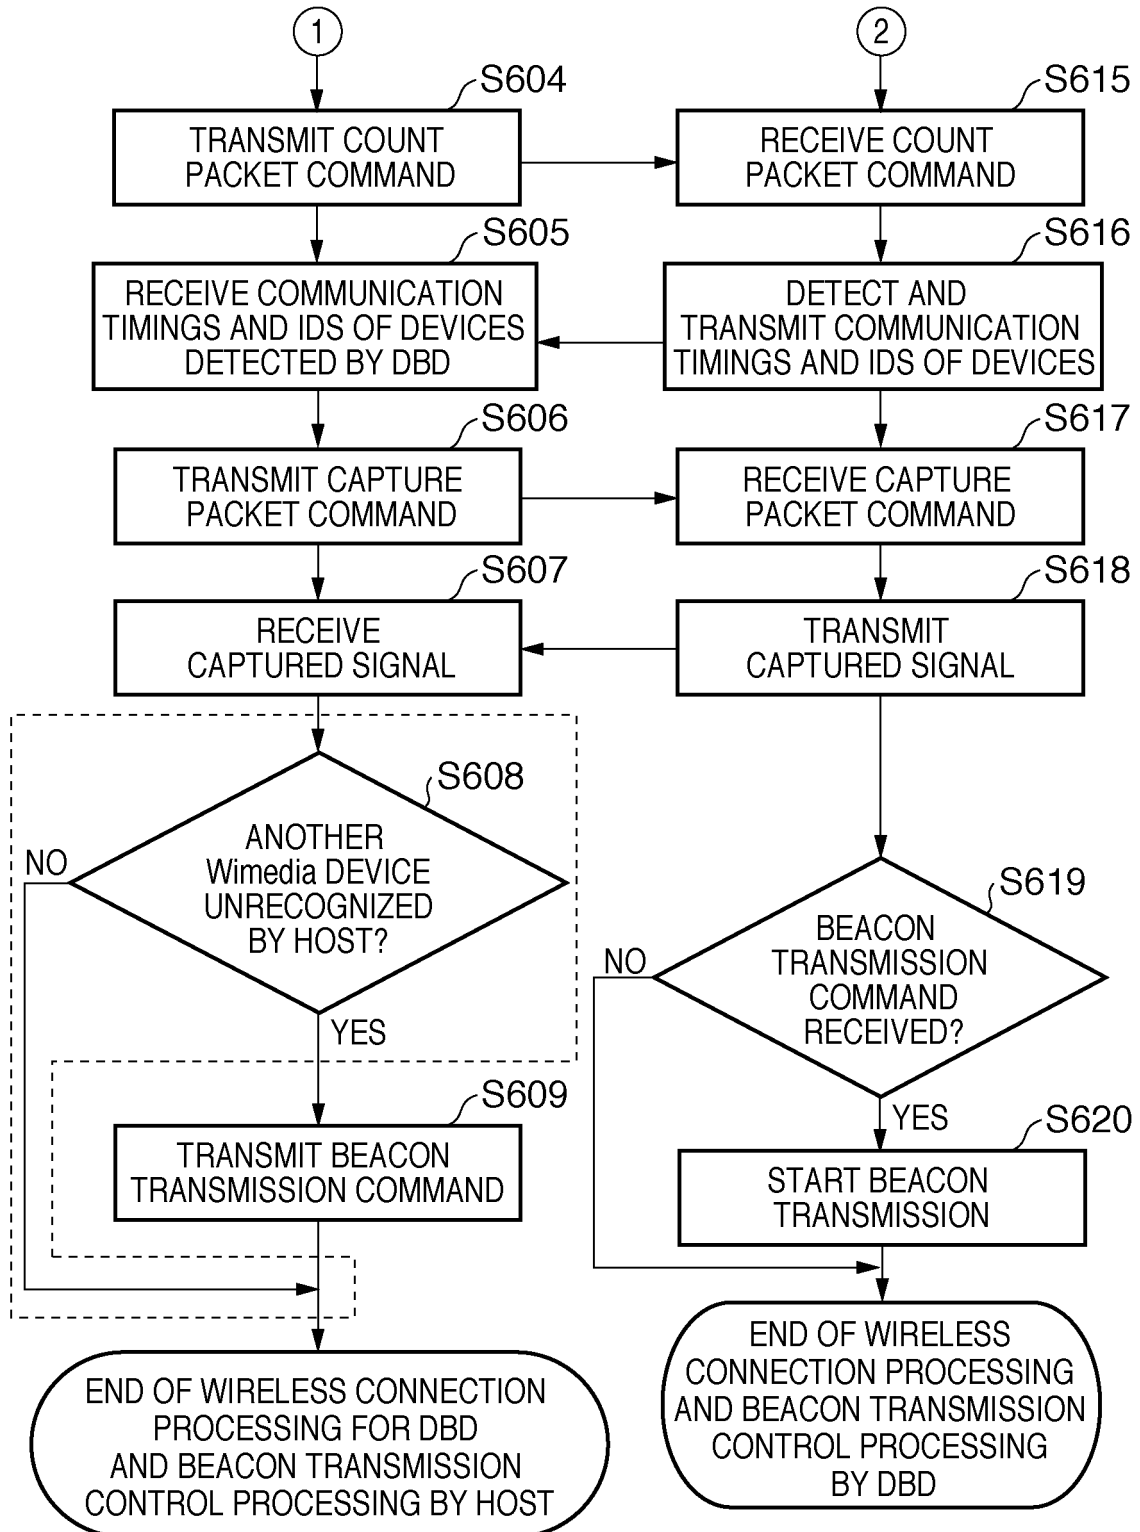 1
S604
TRANSMIT COUNT
PACKET COMMAND
S605
RECEIVE COMMUNICATION
TIMINGS AND IDS OF DEVICES
DETECTED BY DBD
S606
TRANSMIT CAPTURE
PACKET COMMAND
S607
RECEIVE
CAPTURED SIGNAL
S608
ANOTHER
Wimedia DEVICE
UNRECOGNIZED
BY HOST?
NO
YES
S609
TRANSMIT BEACON
TRANSMISSION COMMAND
END OF WIRELESS CONNECTION
PROCESSING FOR DBD
AND BEACON TRANSMISSION
CONTROL PROCESSING BY HOST
2
S615
RECEIVE COUNT
PACKET COMMAND
S616
DETECT AND
TRANSMIT COMMUNICATION
TIMINGS AND IDS OF DEVICES
S617
RECEIVE CAPTURE
PACKET COMMAND
S618
TRANSMIT
CAPTURED SIGNAL
S619
BEACON
TRANSMISSION
COMMAND
RECEIVED?
NO
YES
S620
START BEACON
TRANSMISSION
END OF WIRELESS
CONNECTION PROCESSING
AND BEACON TRANSMISSION
CONTROL PROCESSING
BY DBD